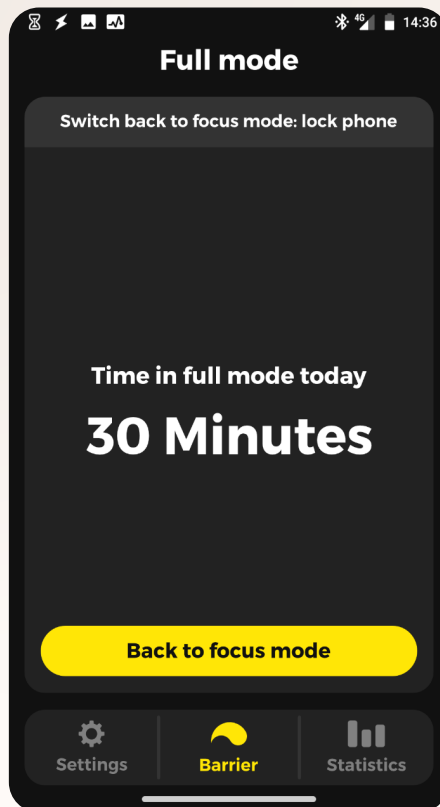 4G 14:36
Full mode
Switch back to focus mode: lock phone
Time in full mode today
30 Minutes
Back to focus mode
Settings Barrier Statistics